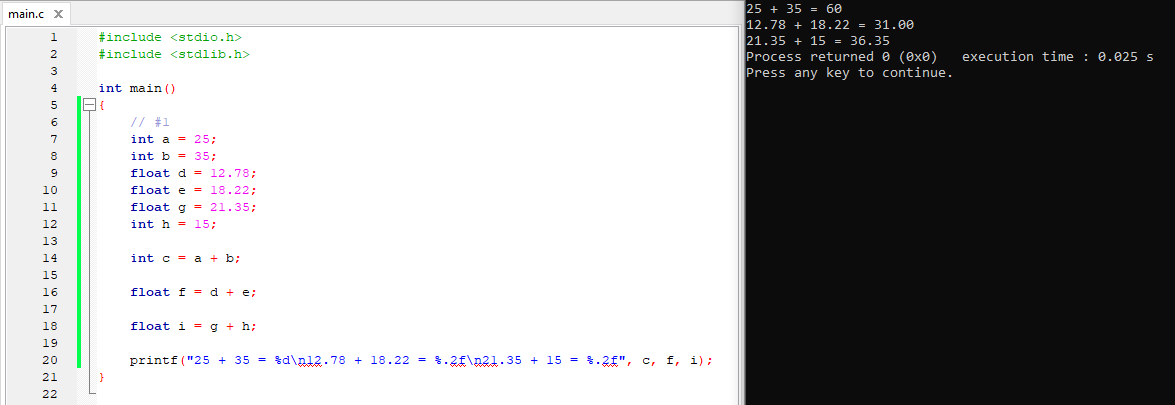 main.c X
1 #include <stdio.h>
2 #include <stdlib.h>
3
4 int main()
5 {
6 // #1
7 int a = 25;
8 int b = 35;
9 float d = 12.78;
10 float e = 18.22;
11 float g = 21.35;
12 int h = 15;
13
14 int c = a + b;
15
16 float f = d + e;
17
18 float i = g + h;
19
20 printf("25 + 35 = %d\n12.78 + 18.22 = %.2f\n21.35 + 15 = %.2f", c, f, i);
21 }
22
25 + 35 = 60
12.78 + 18.22 = 31.00
21.35 + 15 = 36.35
Process returned 0 (0x0)   execution time : 0.025 s
Press any key to continue.